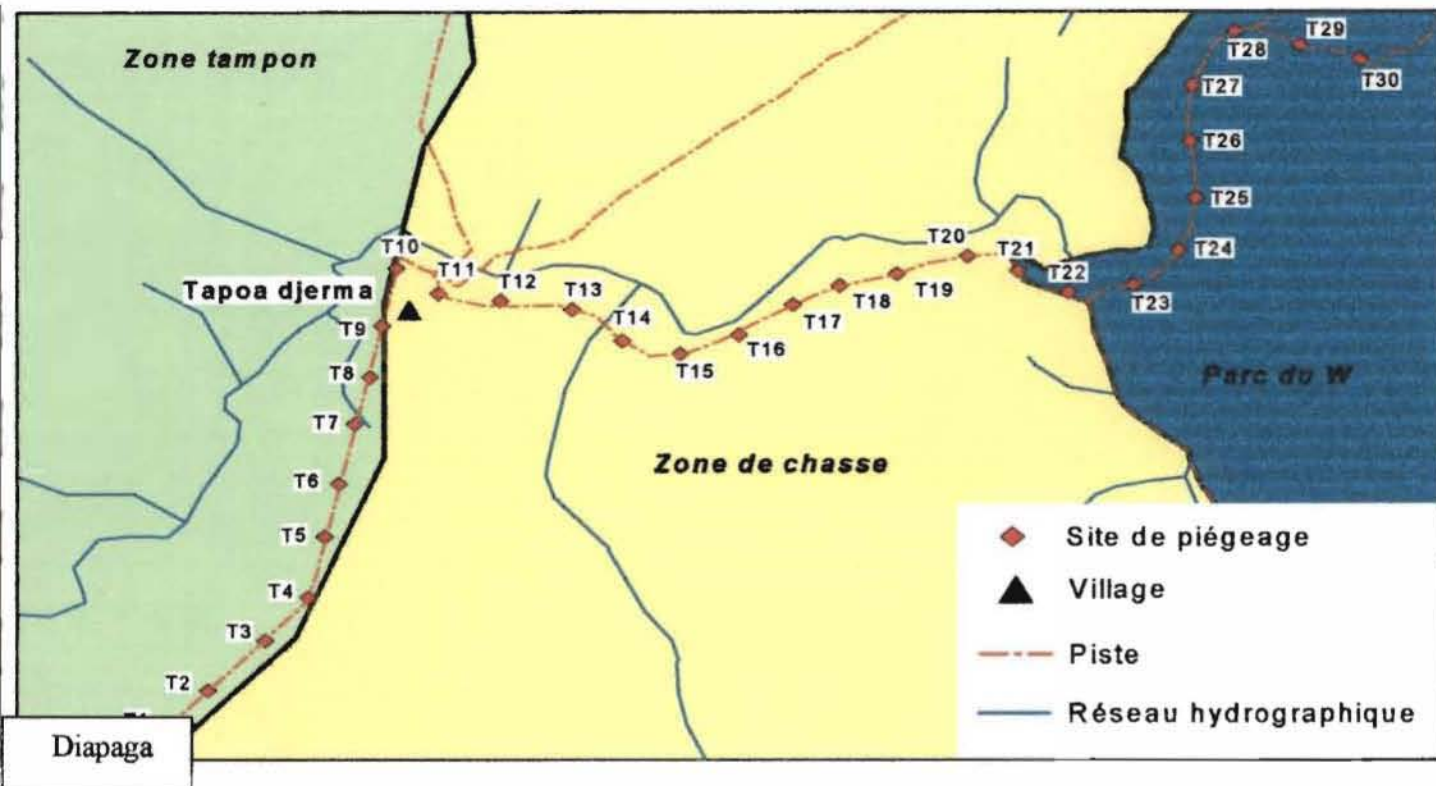 Zone tampon
T29
T28
T30
T27
T26
T25
T24
T10
T20
T21
T11
T22
T12
Tapoa djerma
T19
T23
T18
T13
T17
T9
T14
T16
T15
T8
Parc du W
T7
Zone de chasse
T6
T5
Site de piégeage
T4
Village
T3
Piste
T2
Réseau hydrographique
Diapaga